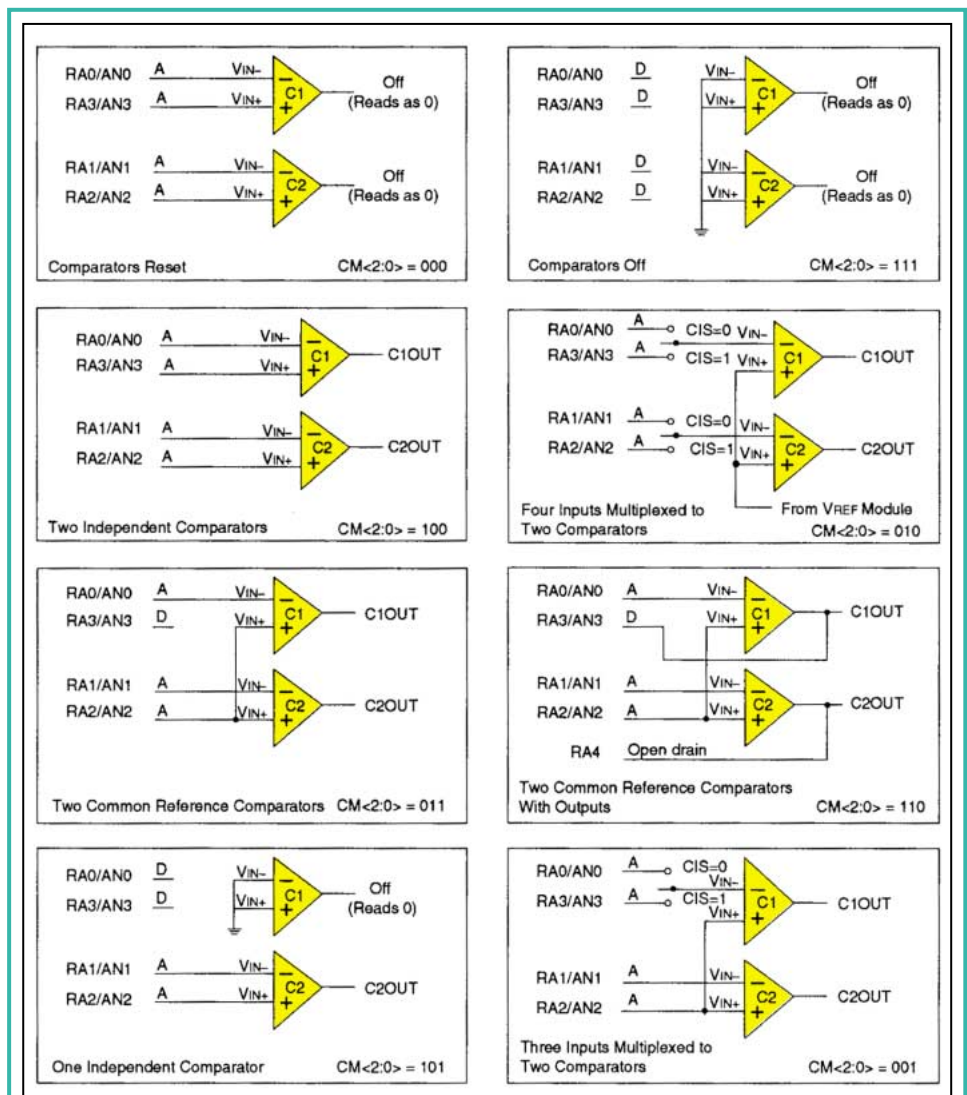 RA0/AN0 A VIN– – C1 Off
RA3/AN3 A VIN+ + (Reads as 0)
RA1/AN1 A VIN– – C2 Off
RA2/AN2 A VIN+ + (Reads as 0)
Comparators Reset CM<2:0> = 000
RA0/AN0 D VIN– – C1 Off
RA3/AN3 D VIN+ + (Reads as 0)
RA1/AN1 D VIN– – C2 Off
RA2/AN2 D VIN+ + (Reads as 0)
Comparators Off CM<2:0> = 111
RA0/AN0 A VIN– – C1 C1OUT
RA3/AN3 A VIN+ +
RA1/AN1 A VIN– – C2 C2OUT
RA2/AN2 A VIN+ +
Two Independent Comparators CM<2:0> = 100
RA0/AN0 A CIS=0 VIN– – C1 C1OUT
RA3/AN3 A CIS=1 VIN+ +
RA1/AN1 A CIS=0 VIN– – C2 C2OUT
RA2/AN2 A CIS=1 VIN+ +
Four Inputs Multiplexed to From VREF Module
Two Comparators CM<2:0> = 010
RA0/AN0 A VIN– – C1 C1OUT
RA3/AN3 D VIN+ +
RA1/AN1 A VIN– – C2 C2OUT
RA2/AN2 A VIN+ +
Two Common Reference Comparators CM<2:0> = 011
RA0/AN0 A VIN– – C1 C1OUT
RA3/AN3 D VIN+ +
RA1/AN1 A VIN– – C2 C2OUT
RA2/AN2 A VIN+ +
RA4 Open drain
Two Common Reference Comparators
With Outputs CM<2:0> = 110
RA0/AN0 D VIN– – C1 Off
RA3/AN3 D VIN+ + (Reads 0)
RA1/AN1 A VIN– – C2 C2OUT
RA2/AN2 A VIN+ +
One Independent Comparator CM<2:0> = 101
RA0/AN0 A CIS=0 VIN– – C1 C1OUT
RA3/AN3 A CIS=1 VIN+ +
RA1/AN1 A VIN– – C2 C2OUT
RA2/AN2 A VIN+ +
Three Inputs Multiplexed to
Two Comparators CM<2:0> = 001